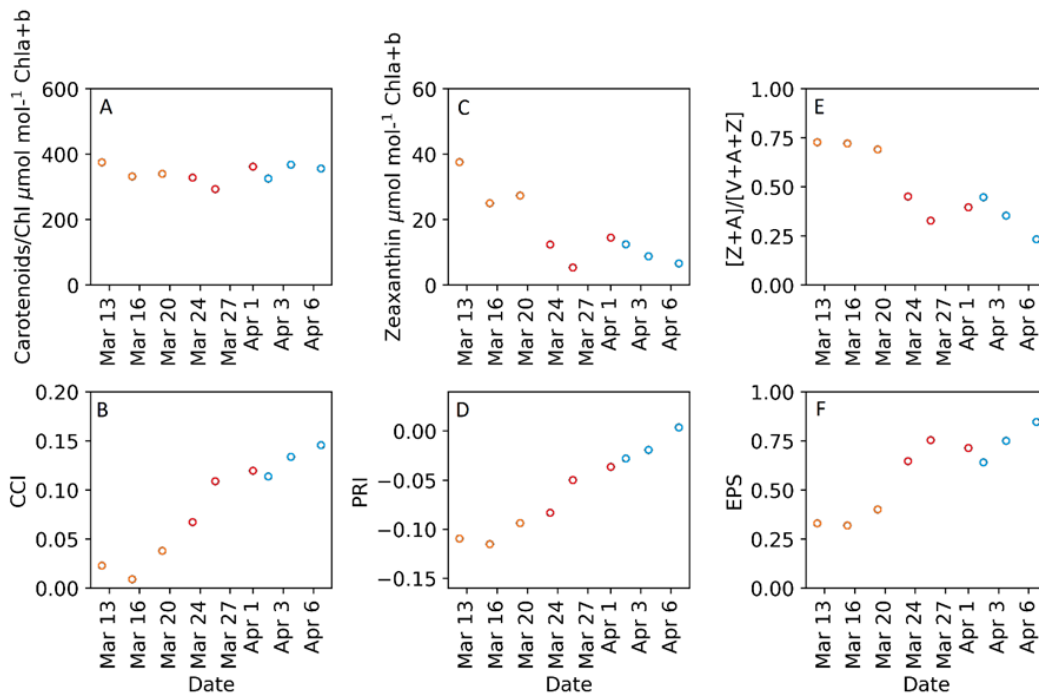 Carotenoids/Chl μmol mol-¹ Chla+b
600
400
200
0
A
Mar 13
Mar 16
Mar 20
Mar 24
Mar 27
Apr 1
Apr 3
Apr 6
Zeaxanthin μmol mol-¹ Chla+b
60
40
20
0
C
Mar 13
Mar 16
Mar 20
Mar 24
Mar 27
Apr 1
Apr 3
Apr 6
[Z+A]/[V+A+Z]
1.00
0.75
0.50
0.25
0.00
E
Mar 13
Mar 16
Mar 20
Mar 24
Mar 27
Apr 1
Apr 3
Apr 6
CCI
0.20
0.15
0.10
0.05
0.00
B
Mar 13
Mar 16
Mar 20
Mar 24
Mar 27
Apr 1
Apr 3
Apr 6
Date
PRI
0.00
−0.05
−0.10
−0.15
D
Mar 13
Mar 16
Mar 20
Mar 24
Mar 27
Apr 1
Apr 3
Apr 6
Date
EPS
1.00
0.75
0.50
0.25
0.00
F
Mar 13
Mar 16
Mar 20
Mar 24
Mar 27
Apr 1
Apr 3
Apr 6
Date